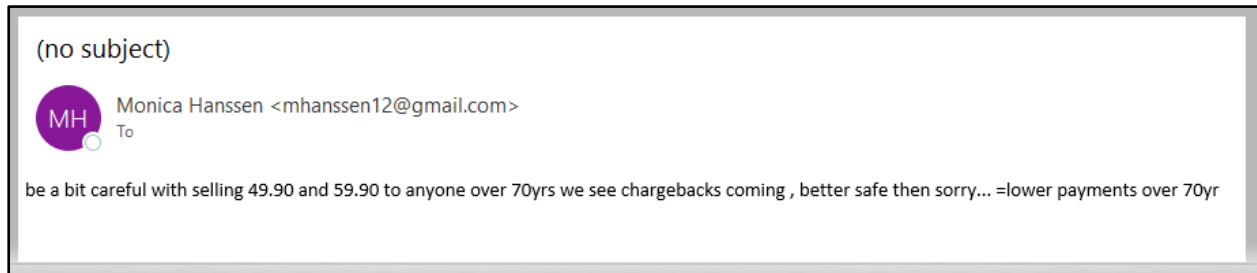 (no subject)
MH
Monica Hanssen <mhanssen12@gmail.com>
To
be a bit careful with selling 49.90 and 59.90 to anyone over 70yrs we see chargebacks coming , better safe then sorry... =lower payments over 70yr